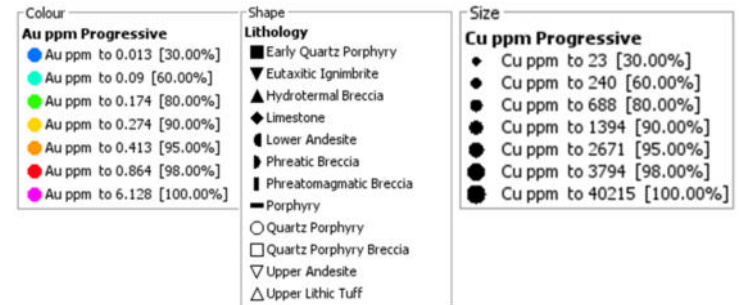 Colour
Au ppm Progressive
Au ppm to 0.013 [30.00%]
Au ppm to 0.09 [60.00%]
Au ppm to 0.174 [80.00%]
Au ppm to 0.274 [90.00%]
Au ppm to 0.413 [95.00%]
Au ppm to 0.864 [98.00%]
Au ppm to 6.128 [100.00%]
Shape
Lithology
Early Quartz Porphyry
Eutaxitic Ignimbrite
Hydrotermal Breccia
Limestone
Lower Andesite
Phreatic Breccia
Phreatomagmatic Breccia
Porphyry
Quartz Porphyry
Quartz Porphyry Breccia
Upper Andesite
Upper Lithic Tuff
Size
Cu ppm Progressive
Cu ppm to 23 [30.00%]
Cu ppm to 240 [60.00%]
Cu ppm to 688 [80.00%]
Cu ppm to 1394 [90.00%]
Cu ppm to 2671 [95.00%]
Cu ppm to 3794 [98.00%]
Cu ppm to 40215 [100.00%]